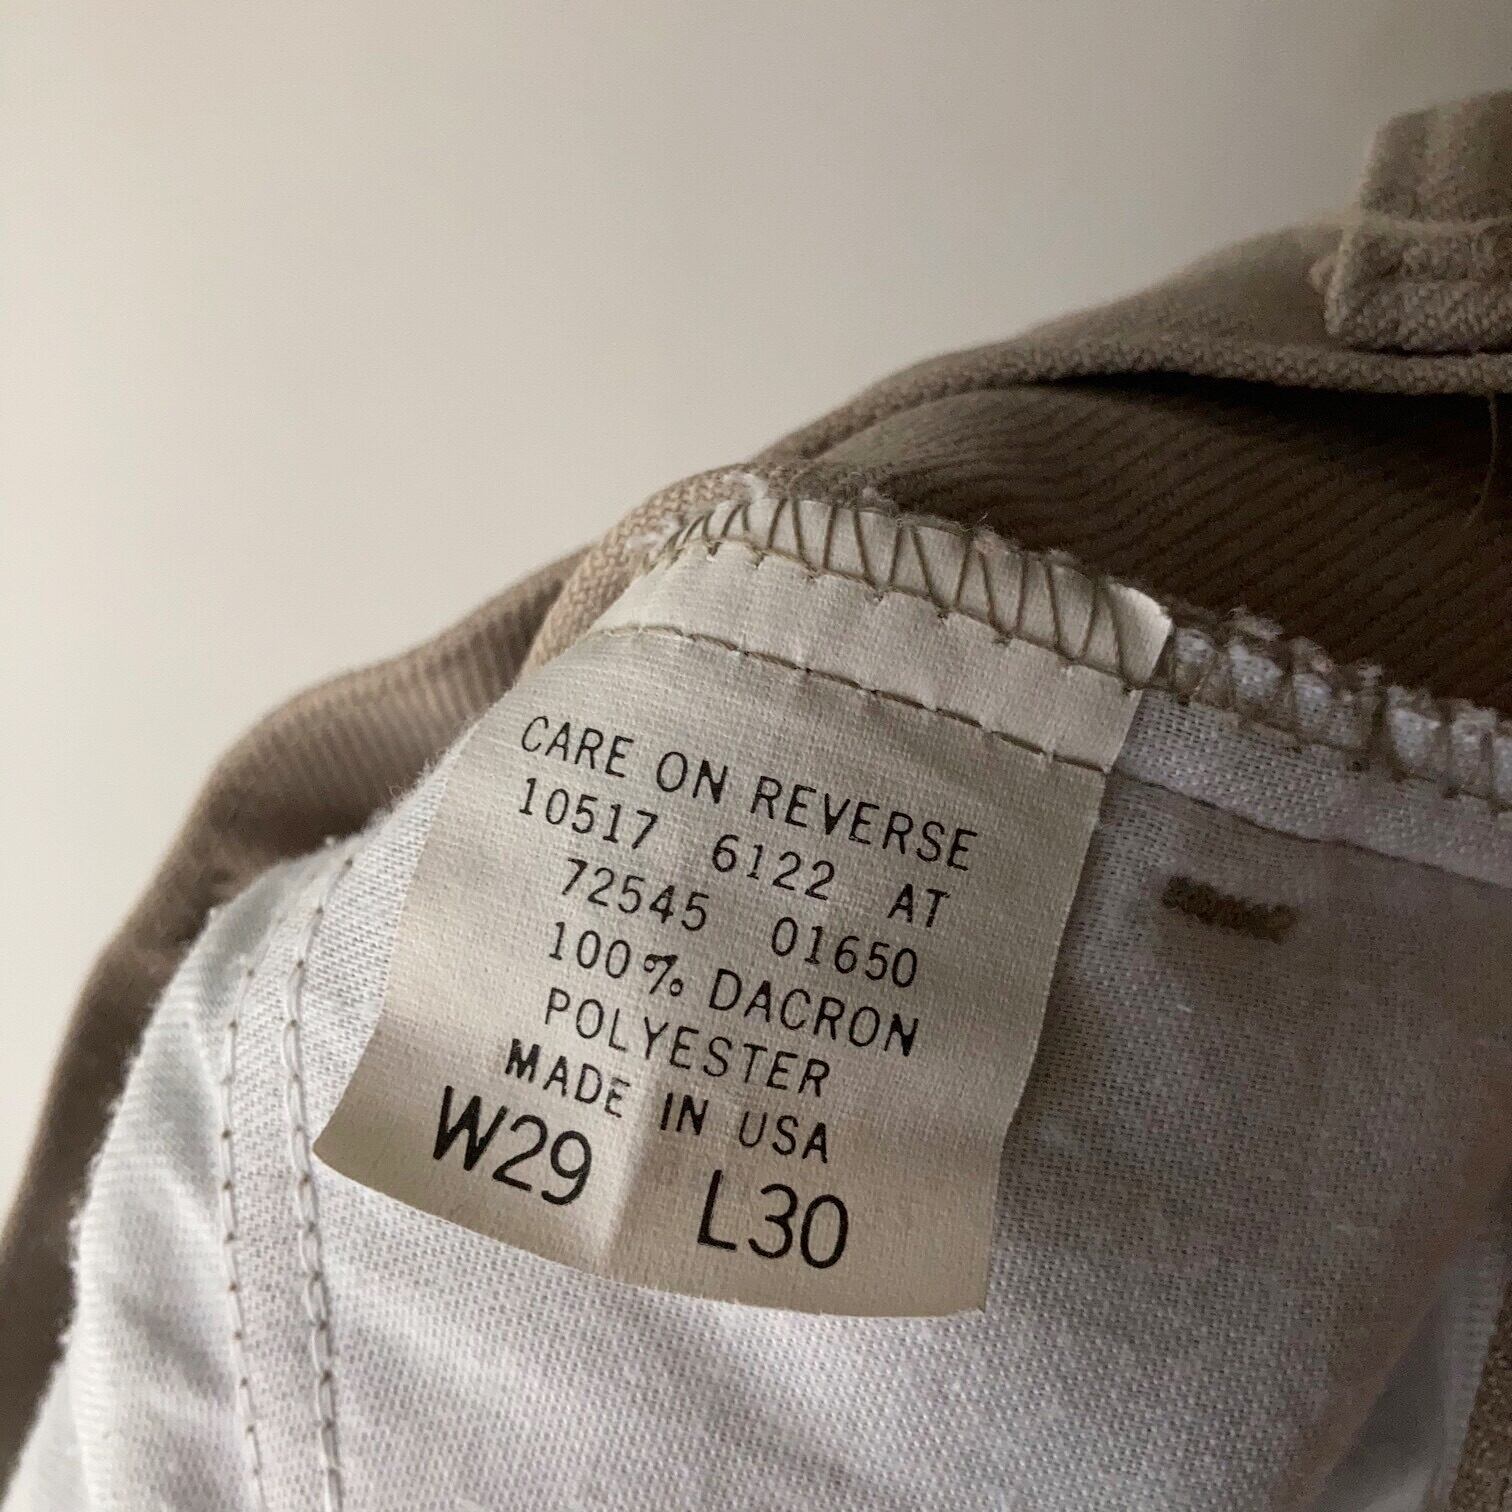 CARE ON REVERSE
10517 6122 AT
72545 01650
100% DACRON
POLYESTER
MADE IN USA
W29 L30